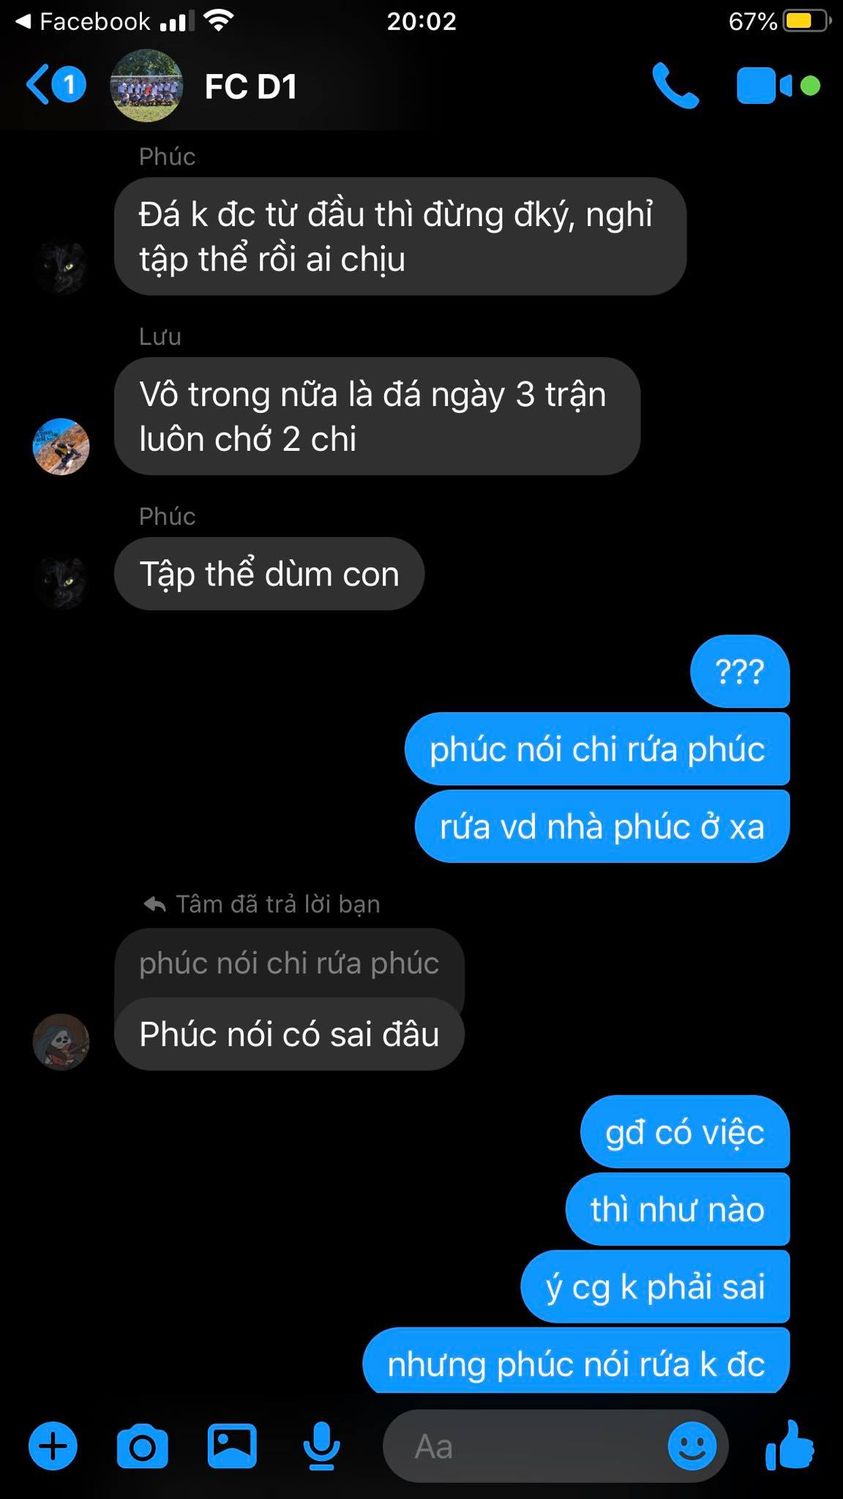 Facebook 20:02 67%
1 FC D1
Phúc
Đá k đc từ đầu thì đừng đký, nghỉ
tập thể rồi ai chịu
Lưu
Vô trong nữa là đá ngày 3 trận
luôn chớ 2 chi
Phúc
Tập thể dùm con
???
phúc nói chi rứa phúc
rứa vd nhà phúc ở xa
Tâm đã trả lời bạn
phúc nói chi rứa phúc
Phúc nói có sai đâu
gđ có việc
thì như nào
ý cg k phải sai
nhưng phúc nói rứa k đc
Aa